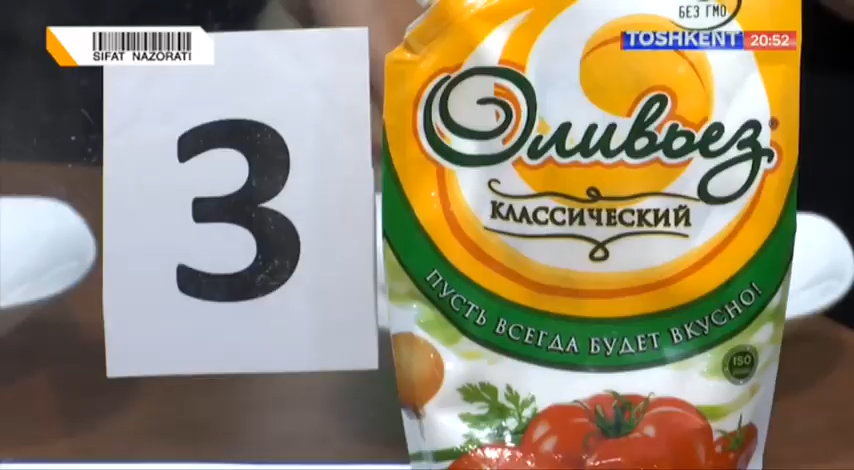 SIFAT NAZORATI
БЕЗ ГМО
TOSHKENT 20:52
3
Оливьез®
КЛАССИЧЕСКИЙ
ПУСТЬ ВСЕГДА БУДЕТ ВКУСНО!
ISO